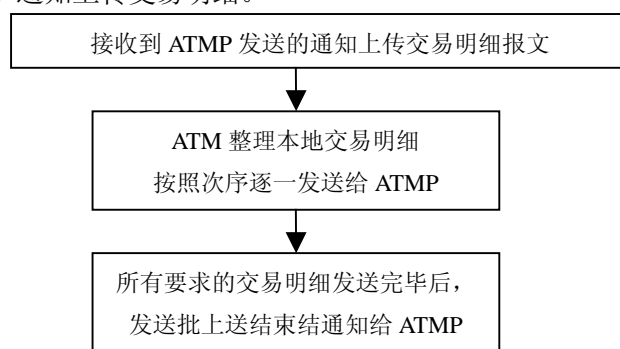 通知上传交易明细。
接收到 ATMP 发送的通知上传交易明细报文
ATM 整理本地交易明细
按照次序逐一发送给 ATMP
所有要求的交易明细发送完毕后，
发送批上送结束结通知给 ATMP